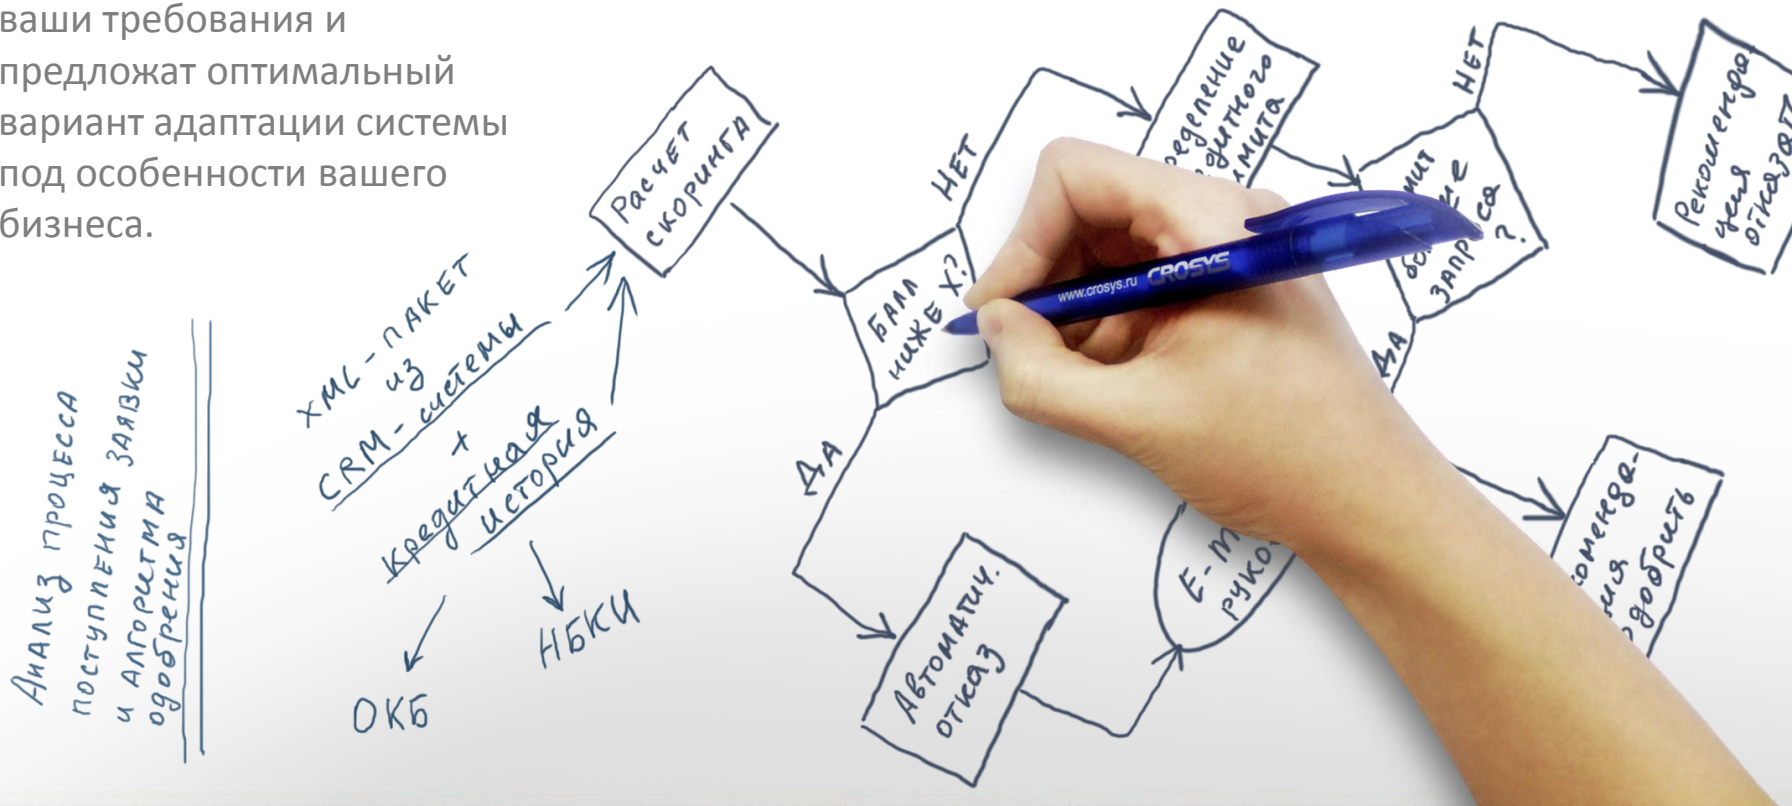 ваши требования и
предложат оптимальный
вариант адаптации системы
под особенности вашего
бизнеса.
Анализ процесса
поступления заявки
и алгоритма
одобрения
XML - ПАКЕТ
из
CRM - системы
+
кредитная
история
ОКБ
НБКИ
Расчет
скоринга
Балл
ниже X?
НЕТ
ДА
Автоматич.
отказ
запроса
?
НЕТ
ДА
Рекоменда
ция
отказать
www.crosys.ru CROSYS